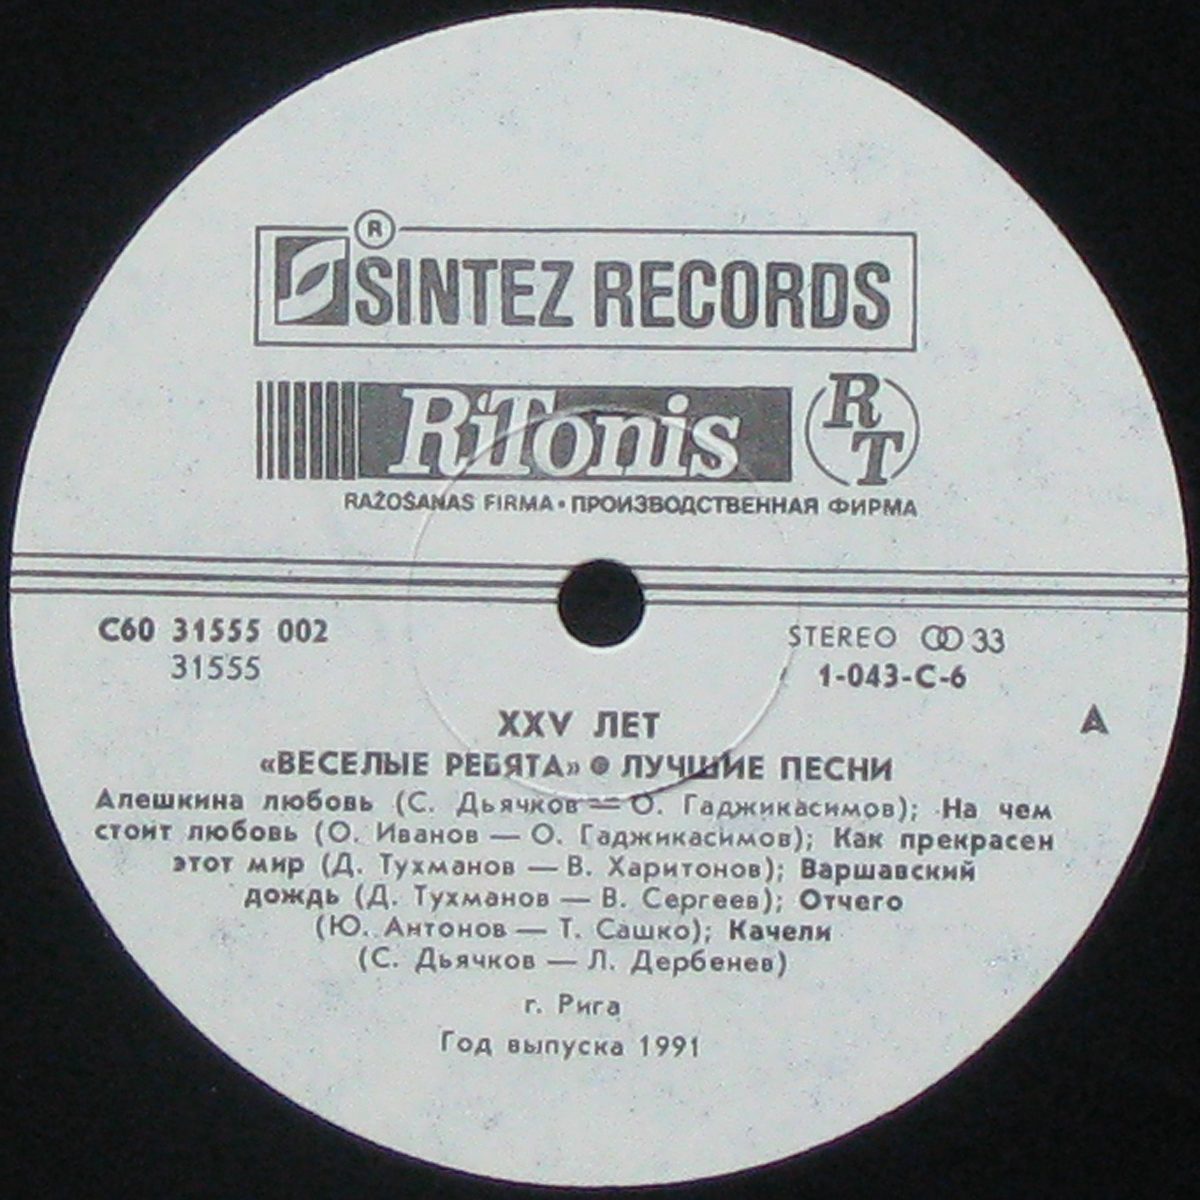 ®
SINTEZ RECORDS
RiTonis RT
RAŽOŠANAS FIRMA • ПРОИЗВОДСТВЕННАЯ ФИРМА
С60 31555 002
31555
STEREO 33
1-043-С-6
А
XXV ЛЕТ
«ВЕСЕЛЫЕ РЕБЯТА» ● ЛУЧШИЕ ПЕСНИ
Алешкина любовь (С. Дьячков — О. Гаджикасимов); На чем
стоит любовь (О. Иванов — О. Гаджикасимов); Как прекрасен
этот мир (Д. Тухманов — В. Харитонов); Варшавский
дождь (Д. Тухманов — В. Сергеев); Отчего
(Ю. Антонов — Т. Сашко); Качели
(С. Дьячков — Л. Дербенев)
г. Рига
Год выпуска 1991